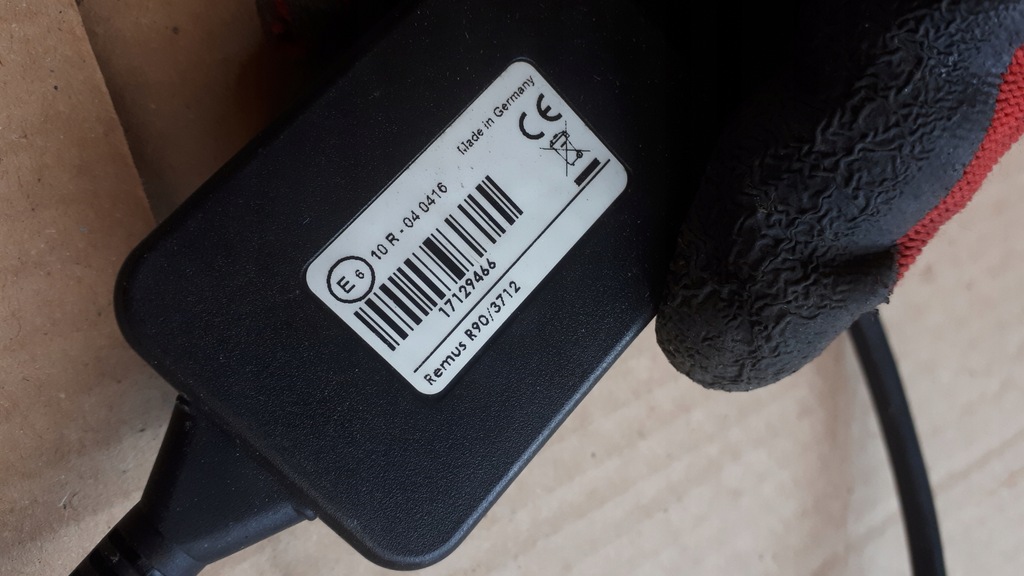 Made in Germany
CE
E6 10 R - 04 0416
17129466
Remus R90/3712